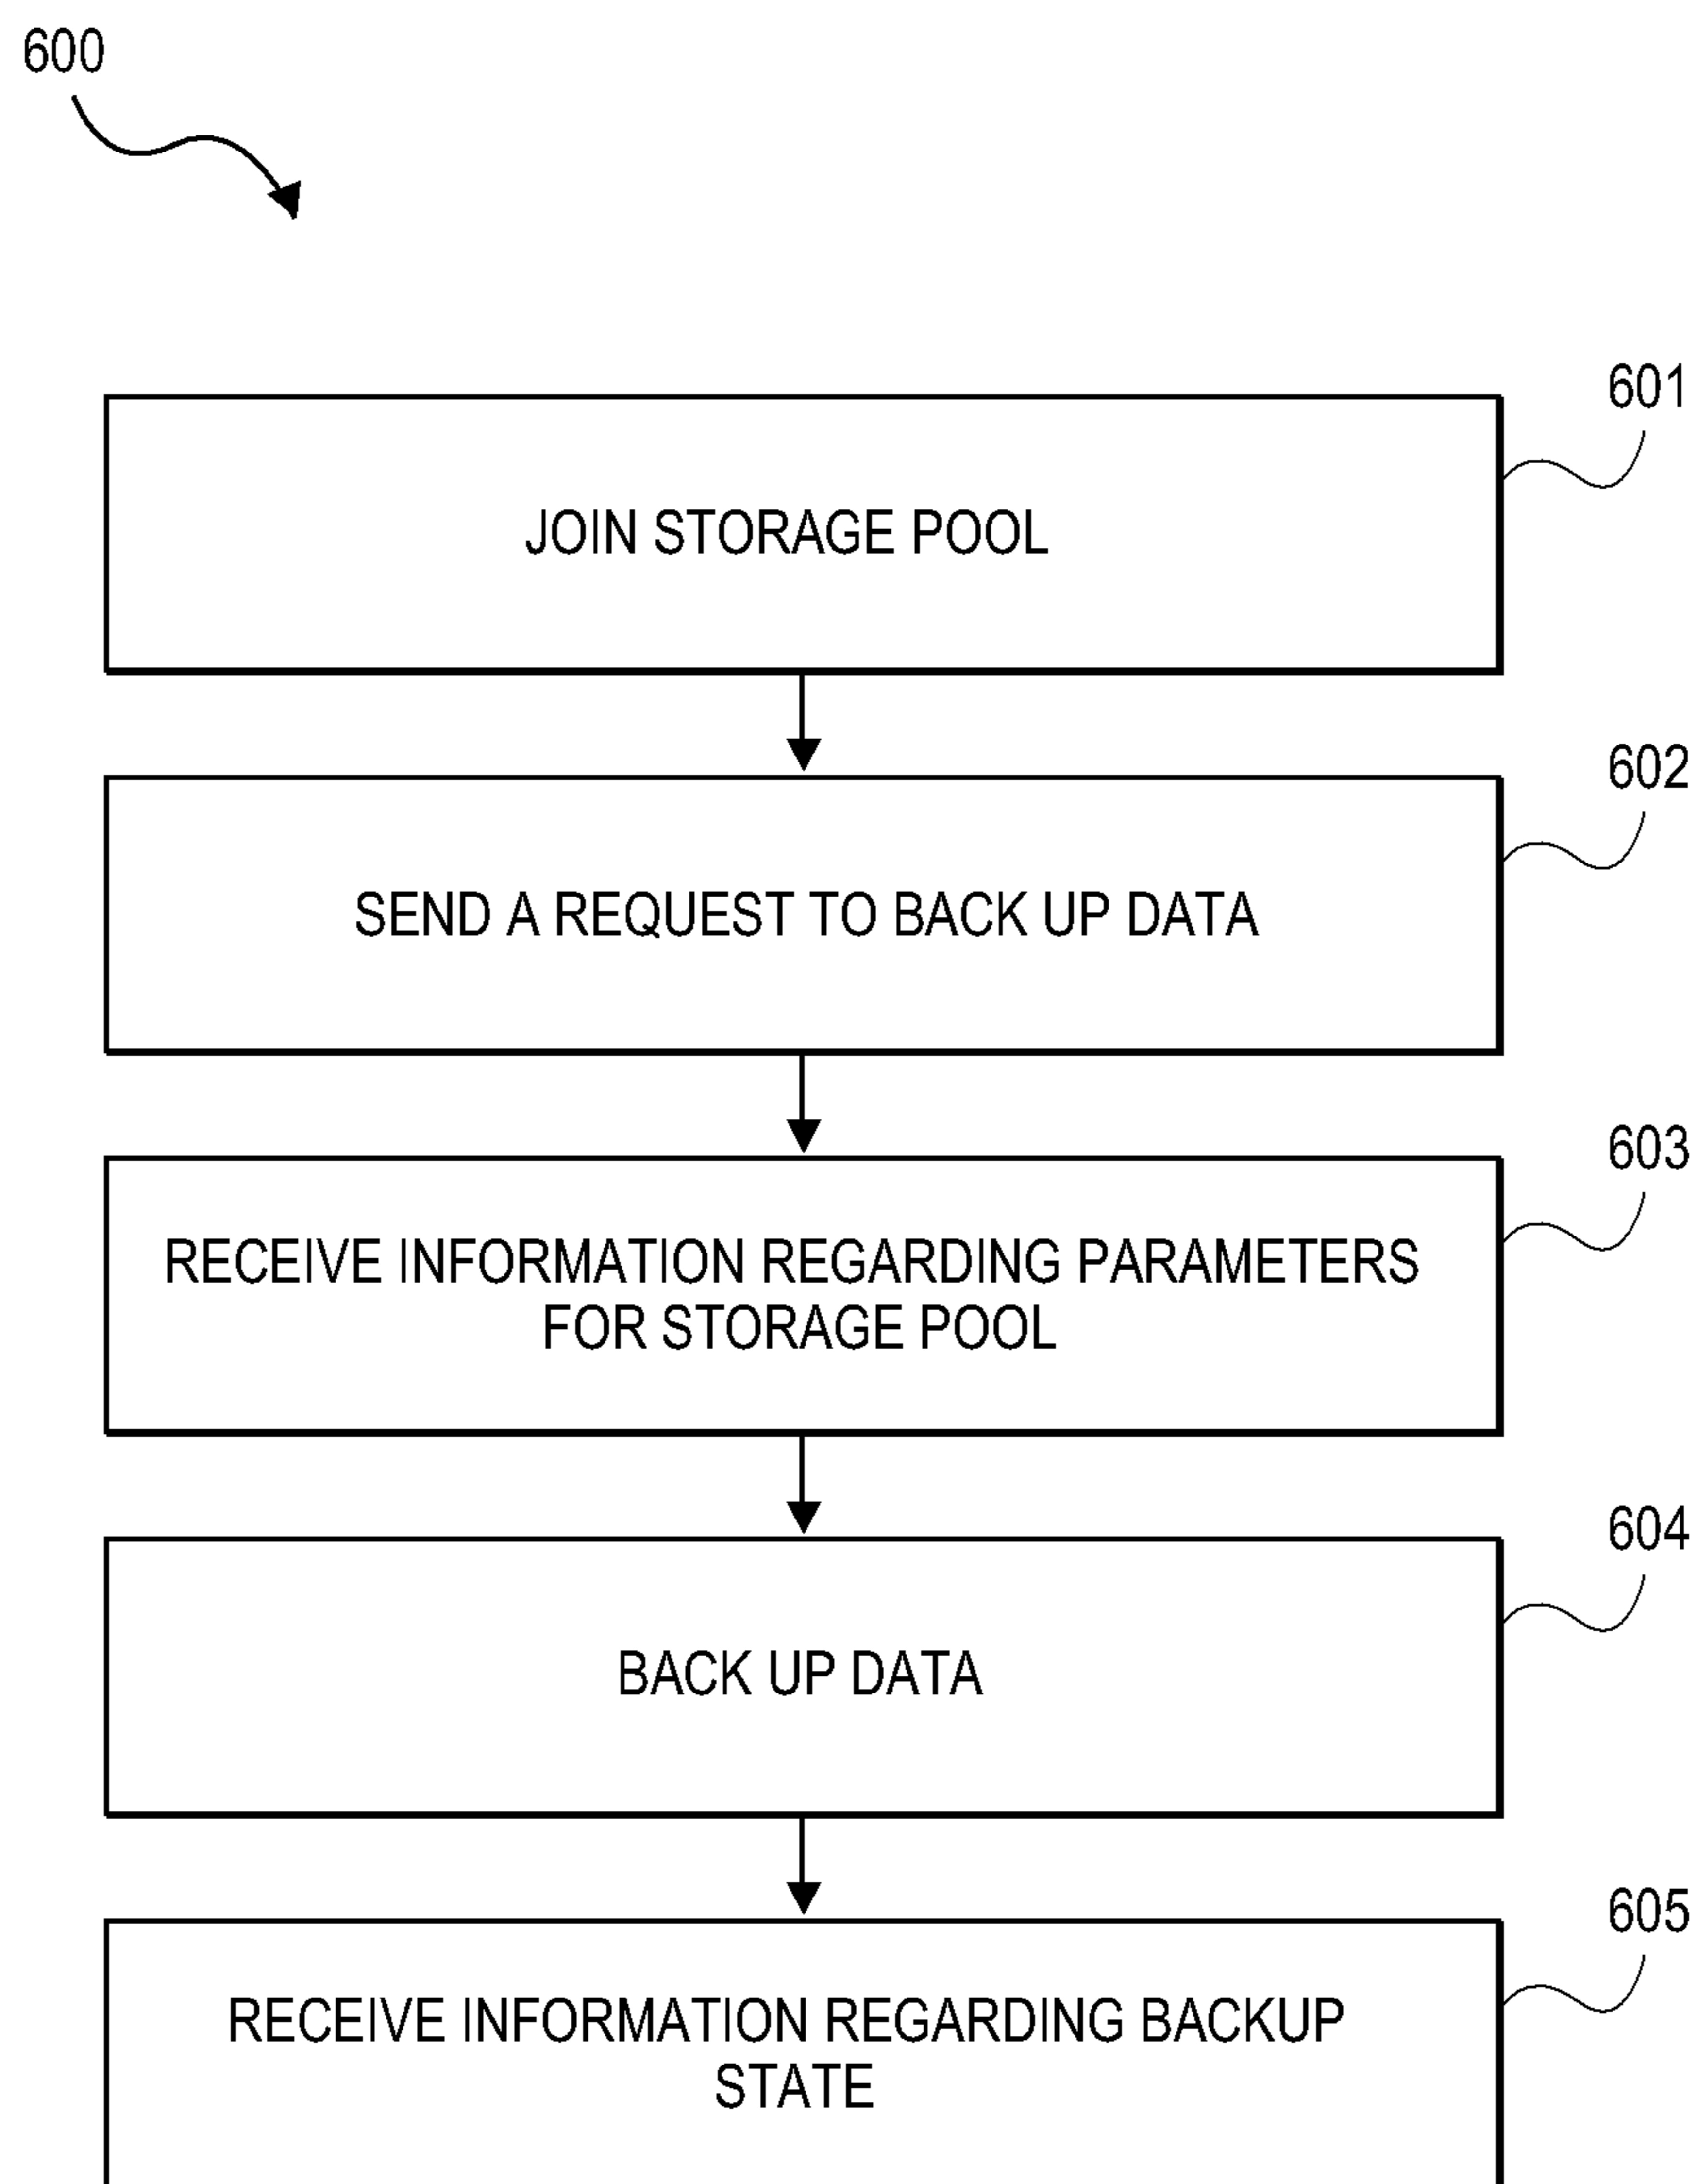 600
601
JOIN STORAGE POOL
602
SEND A REQUEST TO BACK UP DATA
603
RECEIVE INFORMATION REGARDING PARAMETERS
FOR STORAGE POOL
604
BACK UP DATA
605
RECEIVE INFORMATION REGARDING BACKUP
STATE